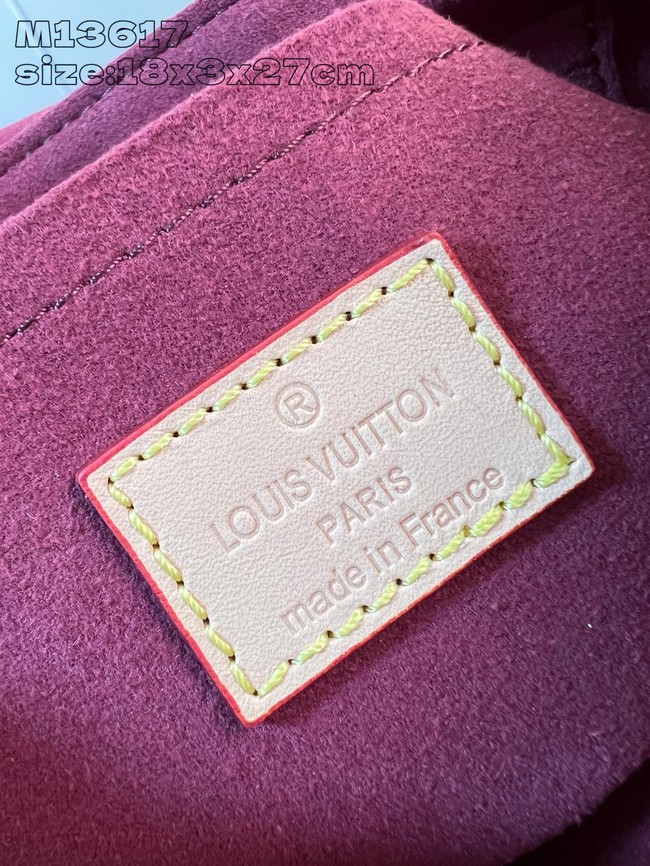 M13617
size:18x3x27cm
®
LOUIS VUITTON
PARIS
made in France